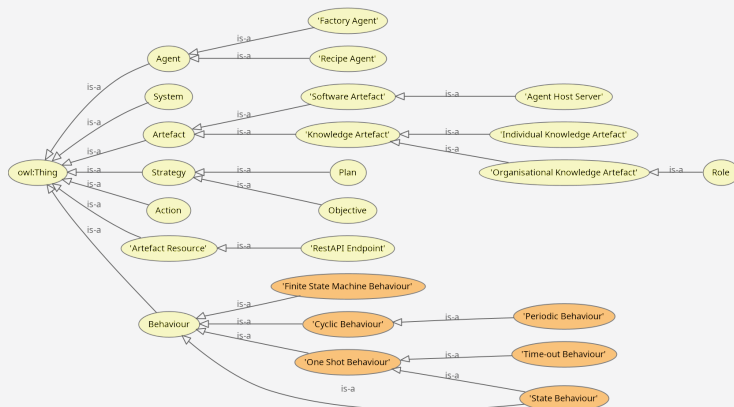 'Factory Agent'
is-a
Agent
is-a
'Recipe Agent'
is-a
System
'Software Artefact'
is-a
'Agent Host Server'
is-a
is-a
Artefact
is-a
'Knowledge Artefact'
is-a
'Individual Knowledge Artefact'
is-a
is-a
owl:Thing
is-a
Strategy
is-a
Plan
'Organisational Knowledge Artefact'
is-a
Role
is-a
is-a
Action
Objective
is-a
'Artefact Resource'
is-a
'RestAPI Endpoint'
is-a
'Finite State Machine Behaviour'
is-a
Behaviour
is-a
'Cyclic Behaviour'
is-a
'Periodic Behaviour'
is-a
'One Shot Behaviour'
is-a
'Time-out Behaviour'
is-a
is-a
'State Behaviour'